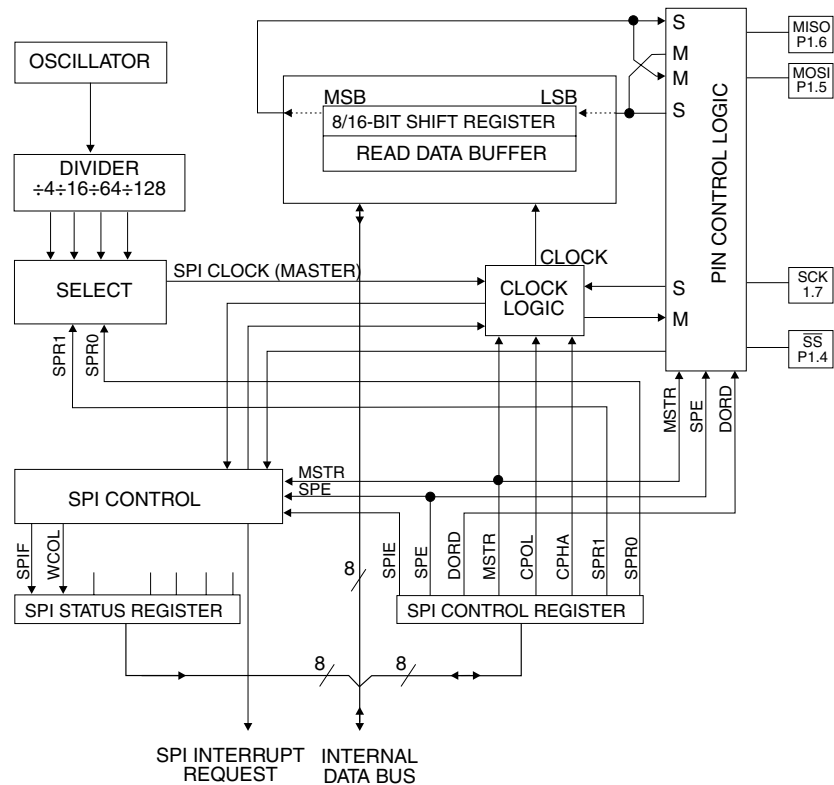 OSCILLATOR
DIVIDER
÷4÷16÷64÷128
SELECT
SPI CLOCK (MASTER)
SPR1
SPR0
MSB
LSB
8/16-BIT SHIFT REGISTER
READ DATA BUFFER
CLOCK
CLOCK
LOGIC
S
M
M
S
S
M
PIN CONTROL LOGIC
MISO
P1.6
MOSI
P1.5
SCK
1.7
SS
P1.4
MSTR
SPE
DORD
SPI CONTROL
MSTR
SPE
SPIF
WCOL
SPI STATUS REGISTER
8
SPIE
SPE
DORD
MSTR
CPOL
CPHA
SPR1
SPR0
SPI CONTROL REGISTER
8
8
SPI INTERRUPT
REQUEST
INTERNAL
DATA BUS